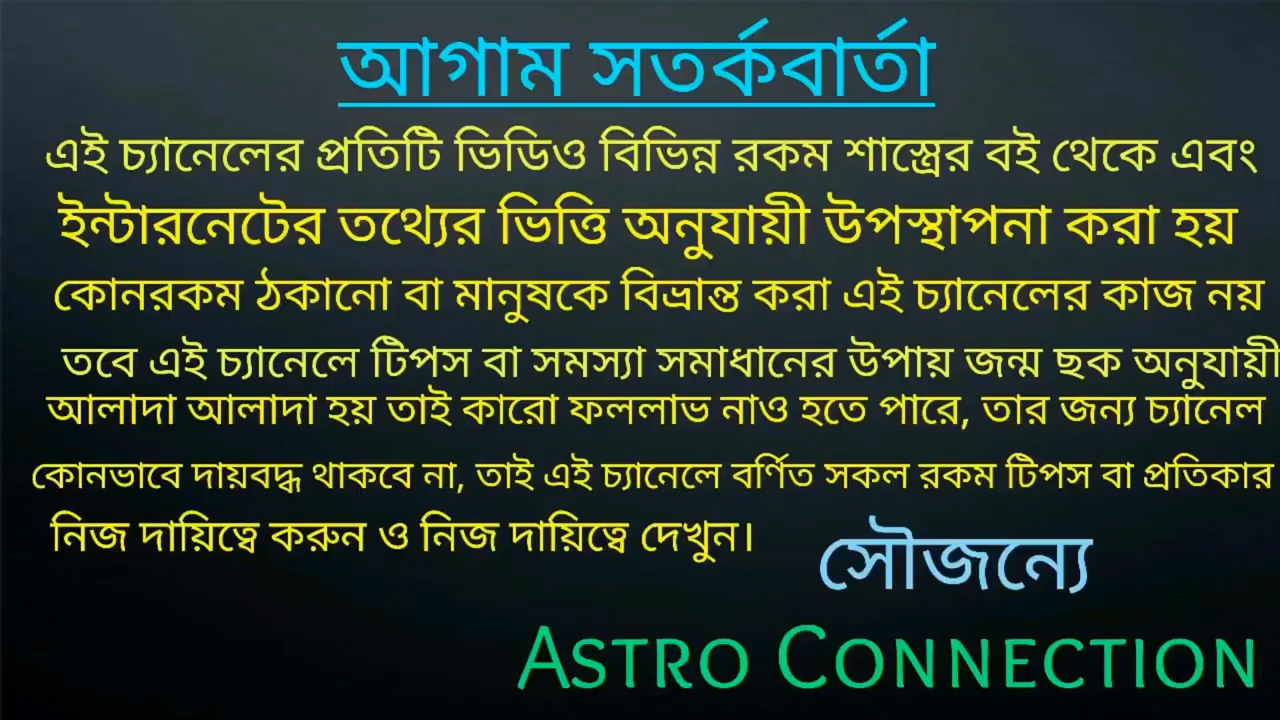 আগাম সতর্কবার্তা
এই চ্যানেলের প্রতিটি ভিডিও বিভিন্ন রকম শাস্ত্রের বই থেকে এবং
ইন্টারনেটের তথ্যের ভিত্তি অনুযায়ী উপস্থাপনা করা হয়
কোনরকম ঠকানো বা মানুষকে বিভ্রান্ত করা এই চ্যানেলের কাজ নয়
তবে এই চ্যানেলে টিপস বা সমস্যা সমাধানের উপায় জন্ম ছক অনুযায়ী
আলাদা আলাদা হয় তাই কারো ফললাভ নাও হতে পারে, তার জন্য চ্যানেল
কোনভাবে দায়বদ্ধ থাকবে না, তাই এই চ্যানেলে বর্ণিত সকল রকম টিপস বা প্রতিকার
নিজ দায়িত্বে করুন ও নিজ দায়িত্বে দেখুন।
সৌজন্যে
ASTRO CONNECTION